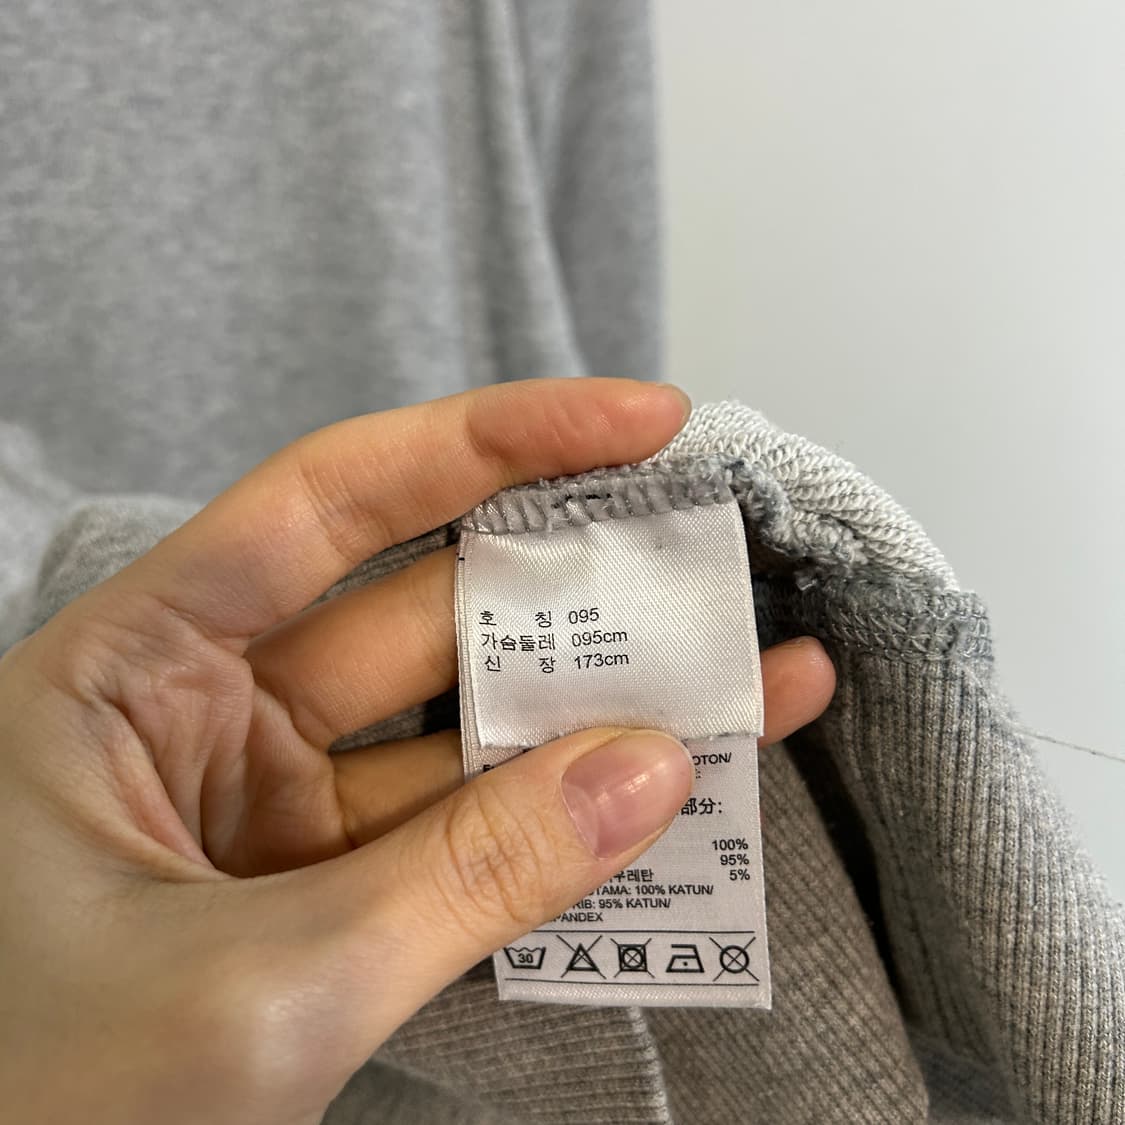 호 칭 095
가슴둘레 095cm
신 장 173cm
OTON/
部分:
100%
95%
우레탄 5%
UTAMA: 100% KATUN/
RIB: 95% KATUN/
PANDEX
30